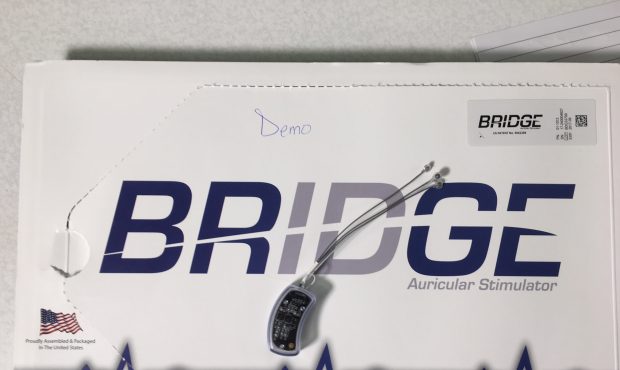 Demo
BRIDGE
BRIDGE
Auricular Stimulator
Proudly Assembled & Packaged
In The United States